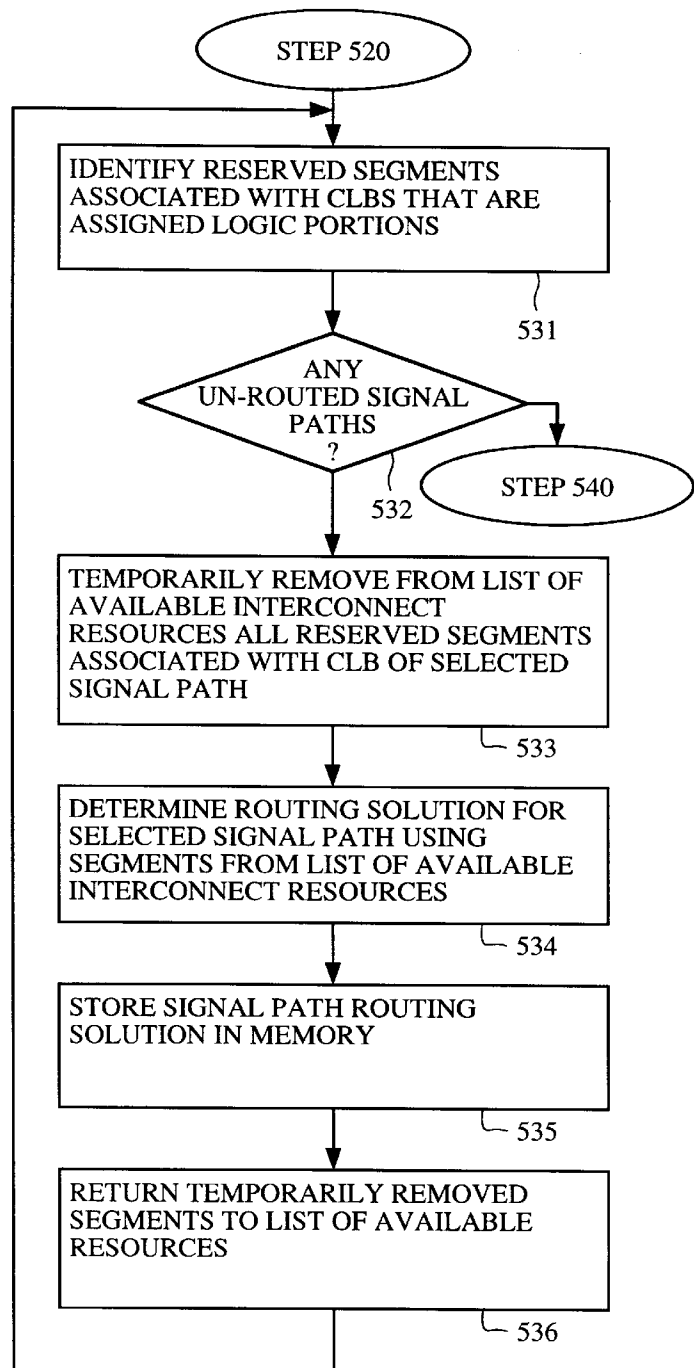 STEP 520
IDENTIFY RESERVED SEGMENTS
ASSOCIATED WITH CLBS THAT ARE
ASSIGNED LOGIC PORTIONS
531
ANY
UN-ROUTED SIGNAL
PATHS
?
532
STEP 540
TEMPORARILY REMOVE FROM LIST OF
AVAILABLE INTERCONNECT
RESOURCES ALL RESERVED SEGMENTS
ASSOCIATED WITH CLB OF SELECTED
SIGNAL PATH
533
DETERMINE ROUTING SOLUTION FOR
SELECTED SIGNAL PATH USING
SEGMENTS FROM LIST OF AVAILABLE
INTERCONNECT RESOURCES
534
STORE SIGNAL PATH ROUTING
SOLUTION IN MEMORY
535
RETURN TEMPORARILY REMOVED
SEGMENTS TO LIST OF AVAILABLE
RESOURCES
536